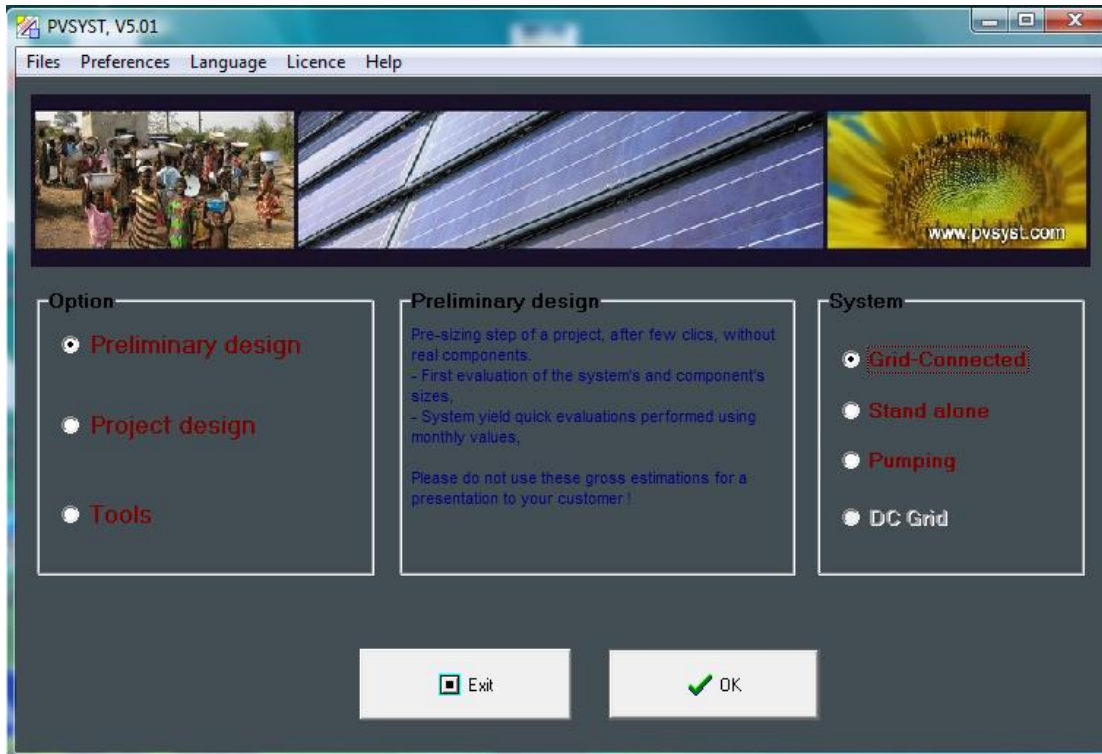 PVSYST, V5.01
Files Preferences Language Licence Help
www.pvsyst.com
Option
Preliminary design
Project design
Tools
Preliminary design
Pre-sizing step of a project, after few clics, without
real components.
- First evaluation of the system's and component's
sizes,
- System yield quick evaluations performed using
monthly values,
Please do not use these gross estimations for a
presentation to your customer !
System
Grid-Connected
Stand alone
Pumping
DC Grid
Exit
OK